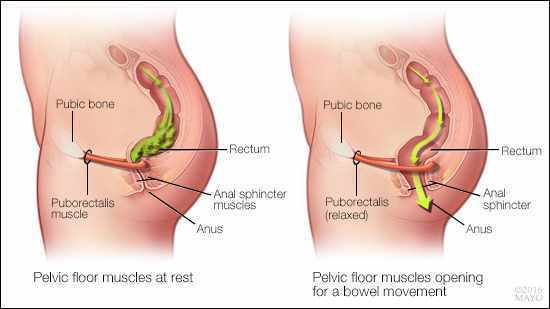 Pubic bone
Rectum
Puborectalis
muscle
Anal sphincter
muscles
Anus
Pelvic floor muscles at rest
Pubic bone
Rectum
Puborectalis
(relaxed)
Anal
sphincter
Anus
Pelvic floor muscles opening
for a bowel movement
©2016
MAYO